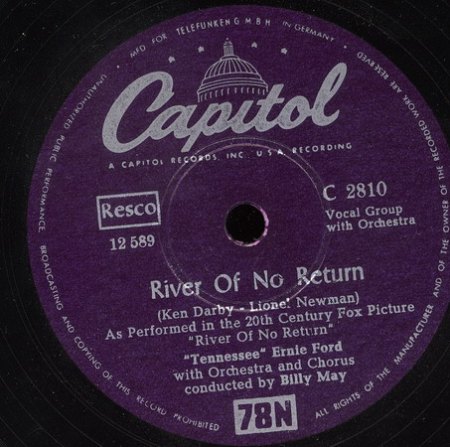 MFD FOR TELEFUNKEN G M B H • IN GERMANY •
ALL RIGHTS OF THE MANUFACTURER AND OF THE OWNER OF THE RECORDED WORK ARE RESERVED
UNAUTHORIZED PUBLIC PERFORMANCE, BROADCASTING AND COPYING OF THIS RECORD PROHIBITED
Capitol
A CAPITOL RECORDS, INC. U.S.A. RECORDING
Resco
C 2810
12 589
Vocal Group
with Orchestra
River Of No Return
(Ken Darby - Lionel Newman)
As Performed in the 20th Century Fox Picture
"River Of No Return"
"Tennessee" Ernie Ford
with Orchestra and Chorus
conducted by Billy May
78N